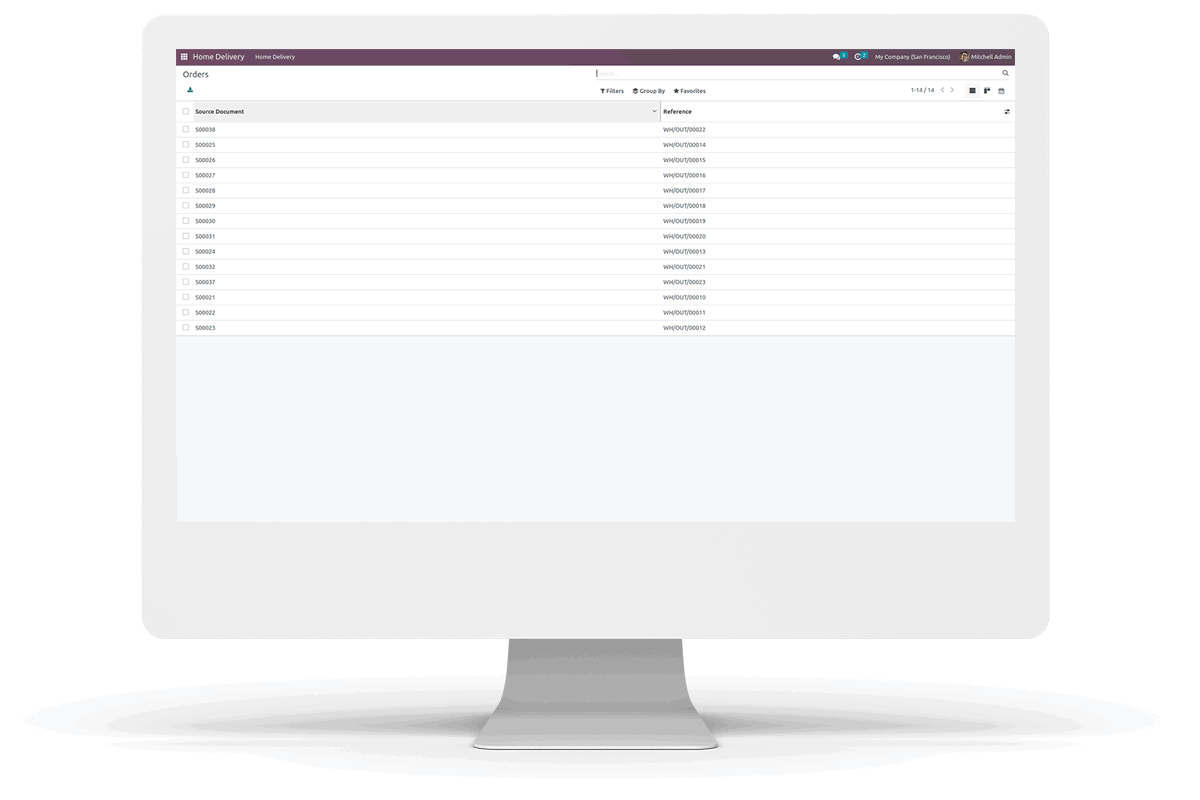 Home Delivery Home Delivery 5 2 My Company (San Francisco) Mitchell Admin
Orders Search...
Filters Group By Favorites 1-14 / 14
Source Document Reference
S00038 WH/OUT/00022
S00025 WH/OUT/00014
S00026 WH/OUT/00015
S00027 WH/OUT/00016
S00028 WH/OUT/00017
S00029 WH/OUT/00018
S00030 WH/OUT/00019
S00031 WH/OUT/00020
S00024 WH/OUT/00013
S00032 WH/OUT/00021
S00037 WH/OUT/00023
S00021 WH/OUT/00010
S00022 WH/OUT/00011
S00023 WH/OUT/00012